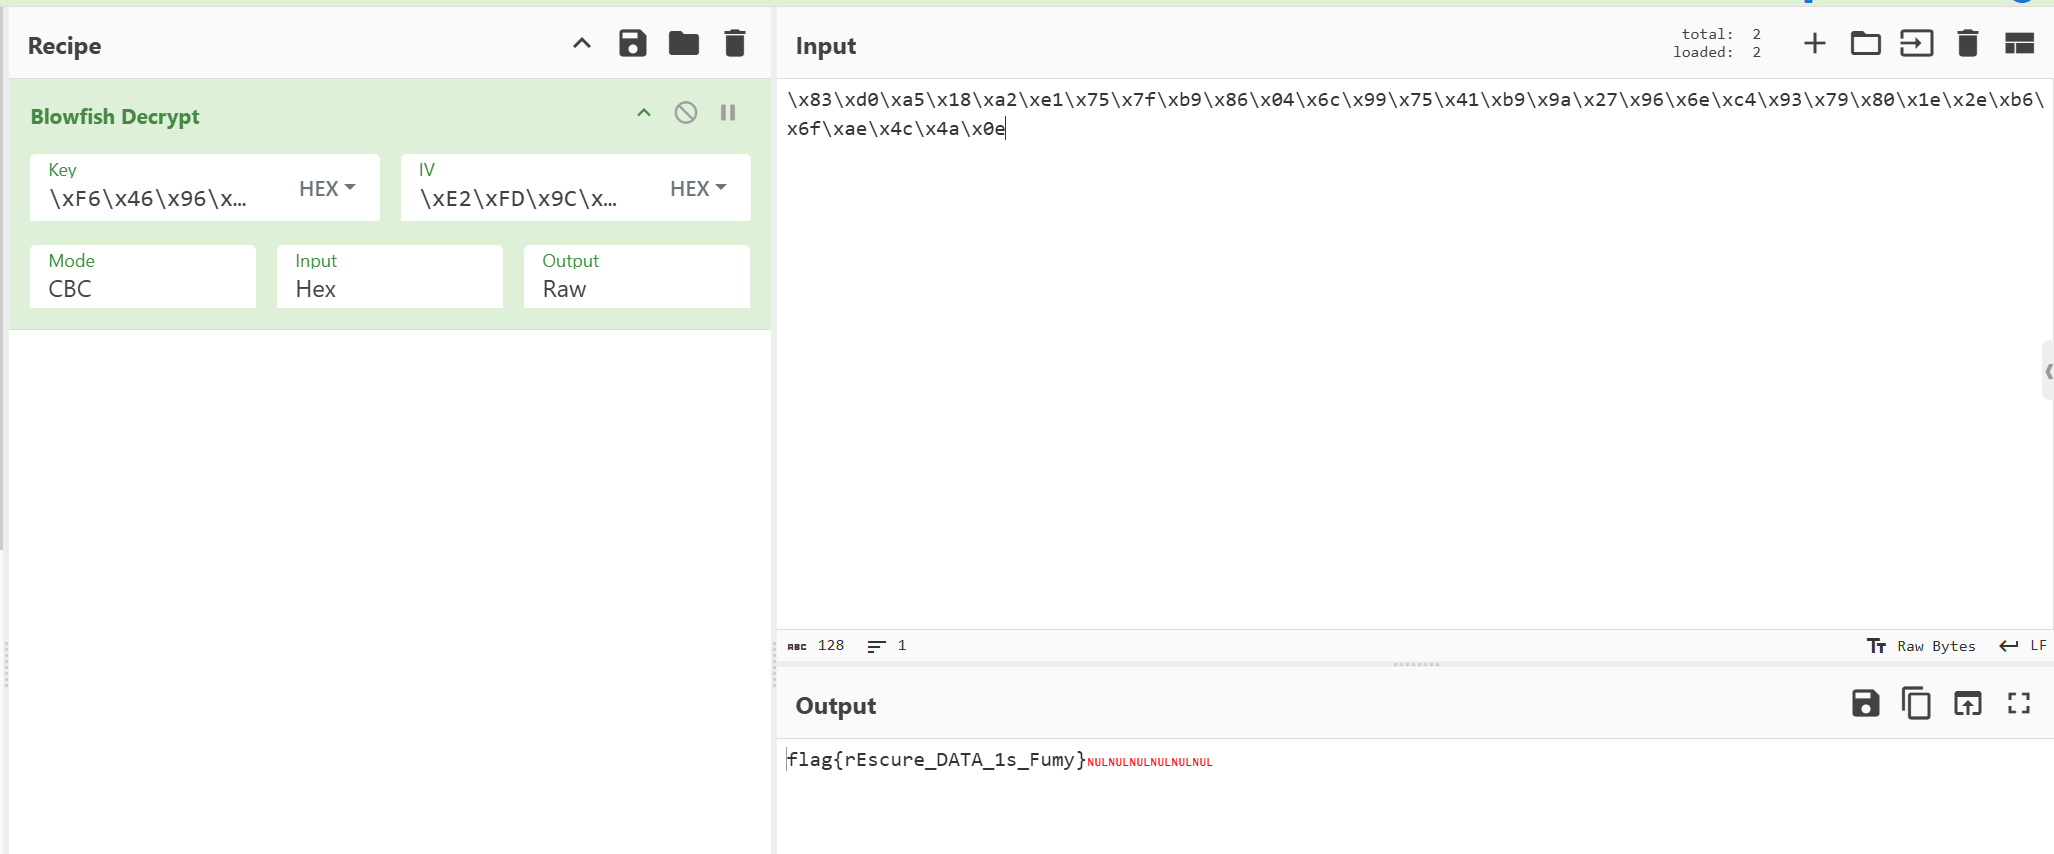 Recipe
Blowfish Decrypt
Key
\xF6\x46\x96\x…
HEX
IV
\xE2\xFD\x9C\x…
HEX
Mode
CBC
Input
Hex
Output
Raw
Input
total: 2
loaded: 2
\x83\xd0\xa5\x18\xa2\xe1\x75\x7f\xb9\x86\x04\x6c\x99\x75\x41\xb9\x9a\x27\x96\x6e\xc4\x93\x79\x80\x1e\x2e\xb6\
x6f\xae\x4c\x4a\x0e
ABC 128 1
Raw Bytes LF
Output
flag{rEscure_DATA_1s_Fumy}NULNULNULNULNULNUL